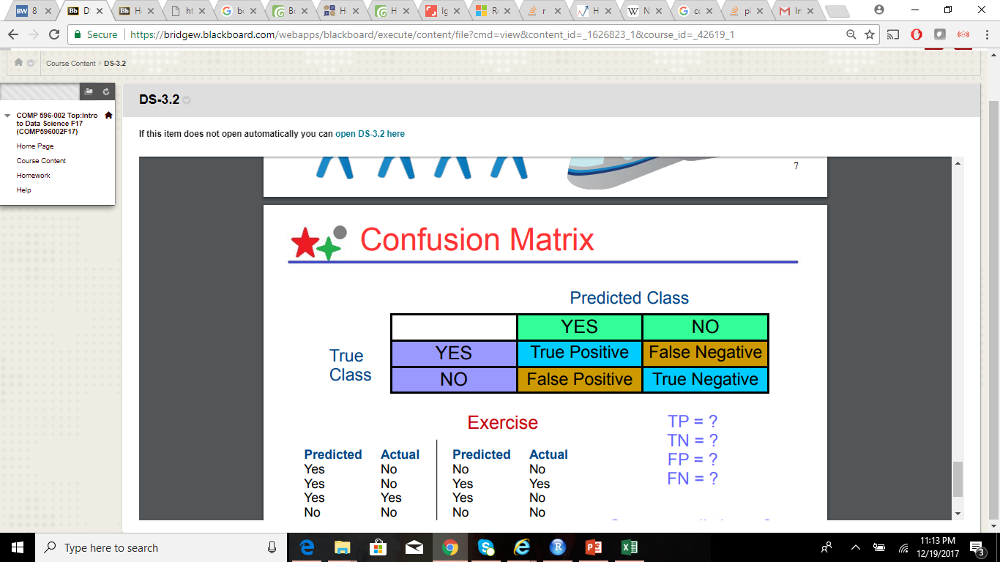 8
D
H
ht
bo
Bo
H
H
Ig
R
r
H
N
co
pl
In
Secure | https://bridgew.blackboard.com/webapps/blackboard/execute/content/file?cmd=view&content_id=_1626823_1&course_id=_42619_1
Course Content DS-3.2
COMP 596-002 Top:Intro
to Data Science F17
(COMP596002F17)
Home Page
Course Content
Homework
Help
DS-3.2
If this item does not open automatically you can open DS-3.2 here
7
Confusion Matrix
Predicted Class
YES NO
True
Class
YES True Positive False Negative
NO False Positive True Negative
Exercise
TP = ?
TN = ?
FP = ?
FN = ?
Predicted Actual Predicted Actual
Yes No No No
Yes No Yes Yes
Yes Yes Yes No
No No No No
Type here to search
11:13 PM
12/19/2017
3